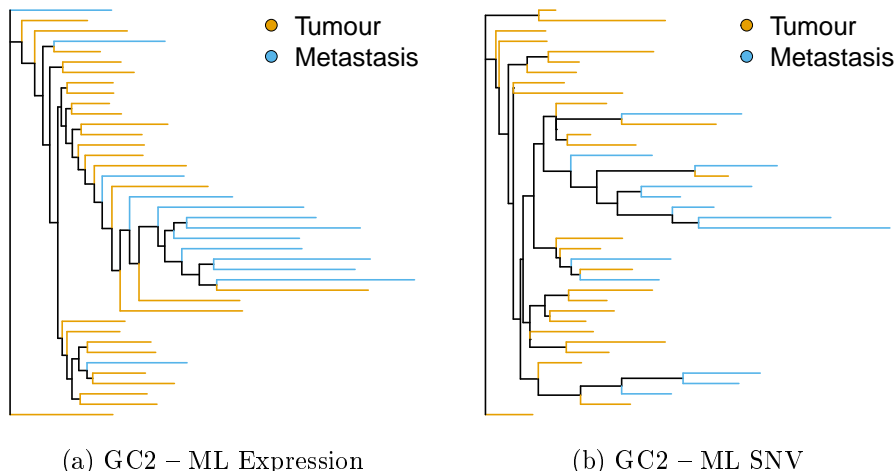 Tumour
Metastasis
Tumour
Metastasis
(a) GC2 – ML Expression
(b) GC2 – ML SNV